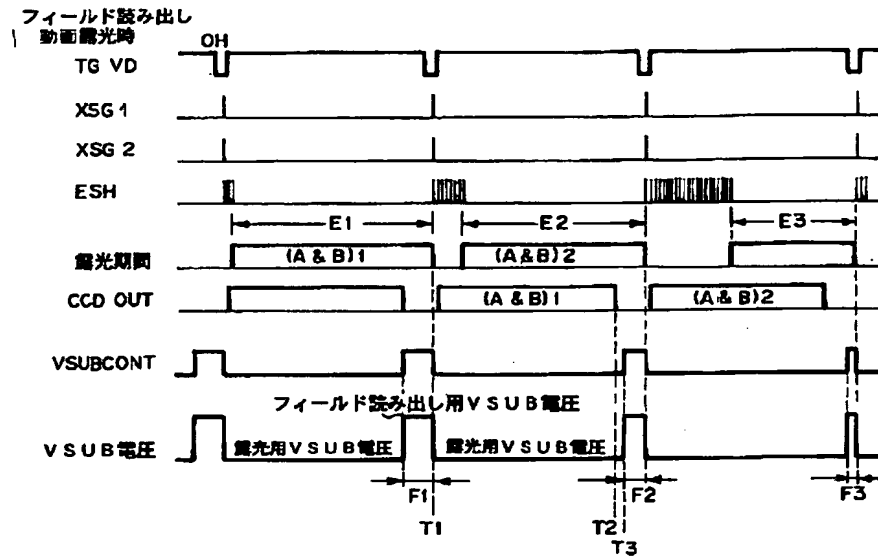 フィールド読み出し
動画露光時
OH
TG VD
XSG 1
XSG 2
ESH
E1
E2
E3
露光期間
(A & B) 1
(A&B) 2
CCD OUT
(A & B) 1
(A & B) 2
VSUBCONT
フィールド読み出し用VSUB電圧
VSUB電圧
露光用VSUB電圧
露光用VSUB電圧
F1
F2
F3
T1
T2
T3